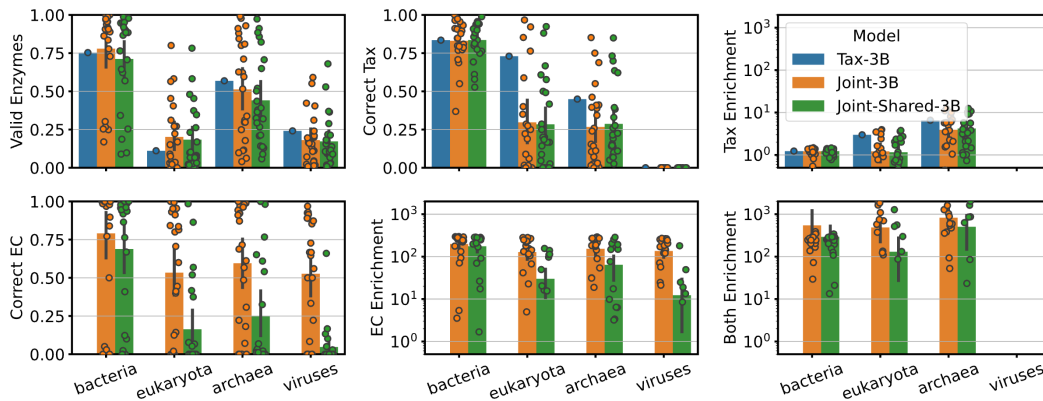 Valid Enzymes
1.00
0.75
0.50
0.25
0.00
Correct Tax
1.00
0.75
0.50
0.25
0.00
Tax Enrichment
10³
10²
10¹
10⁰
Model
Tax-3B
Joint-3B
Joint-Shared-3B
Correct EC
1.00
0.75
0.50
0.25
0.00
bacteria
eukaryota
archaea
viruses
EC Enrichment
10³
10²
10¹
10⁰
bacteria
eukaryota
archaea
viruses
Both Enrichment
10³
10²
10¹
10⁰
bacteria
eukaryota
archaea
viruses